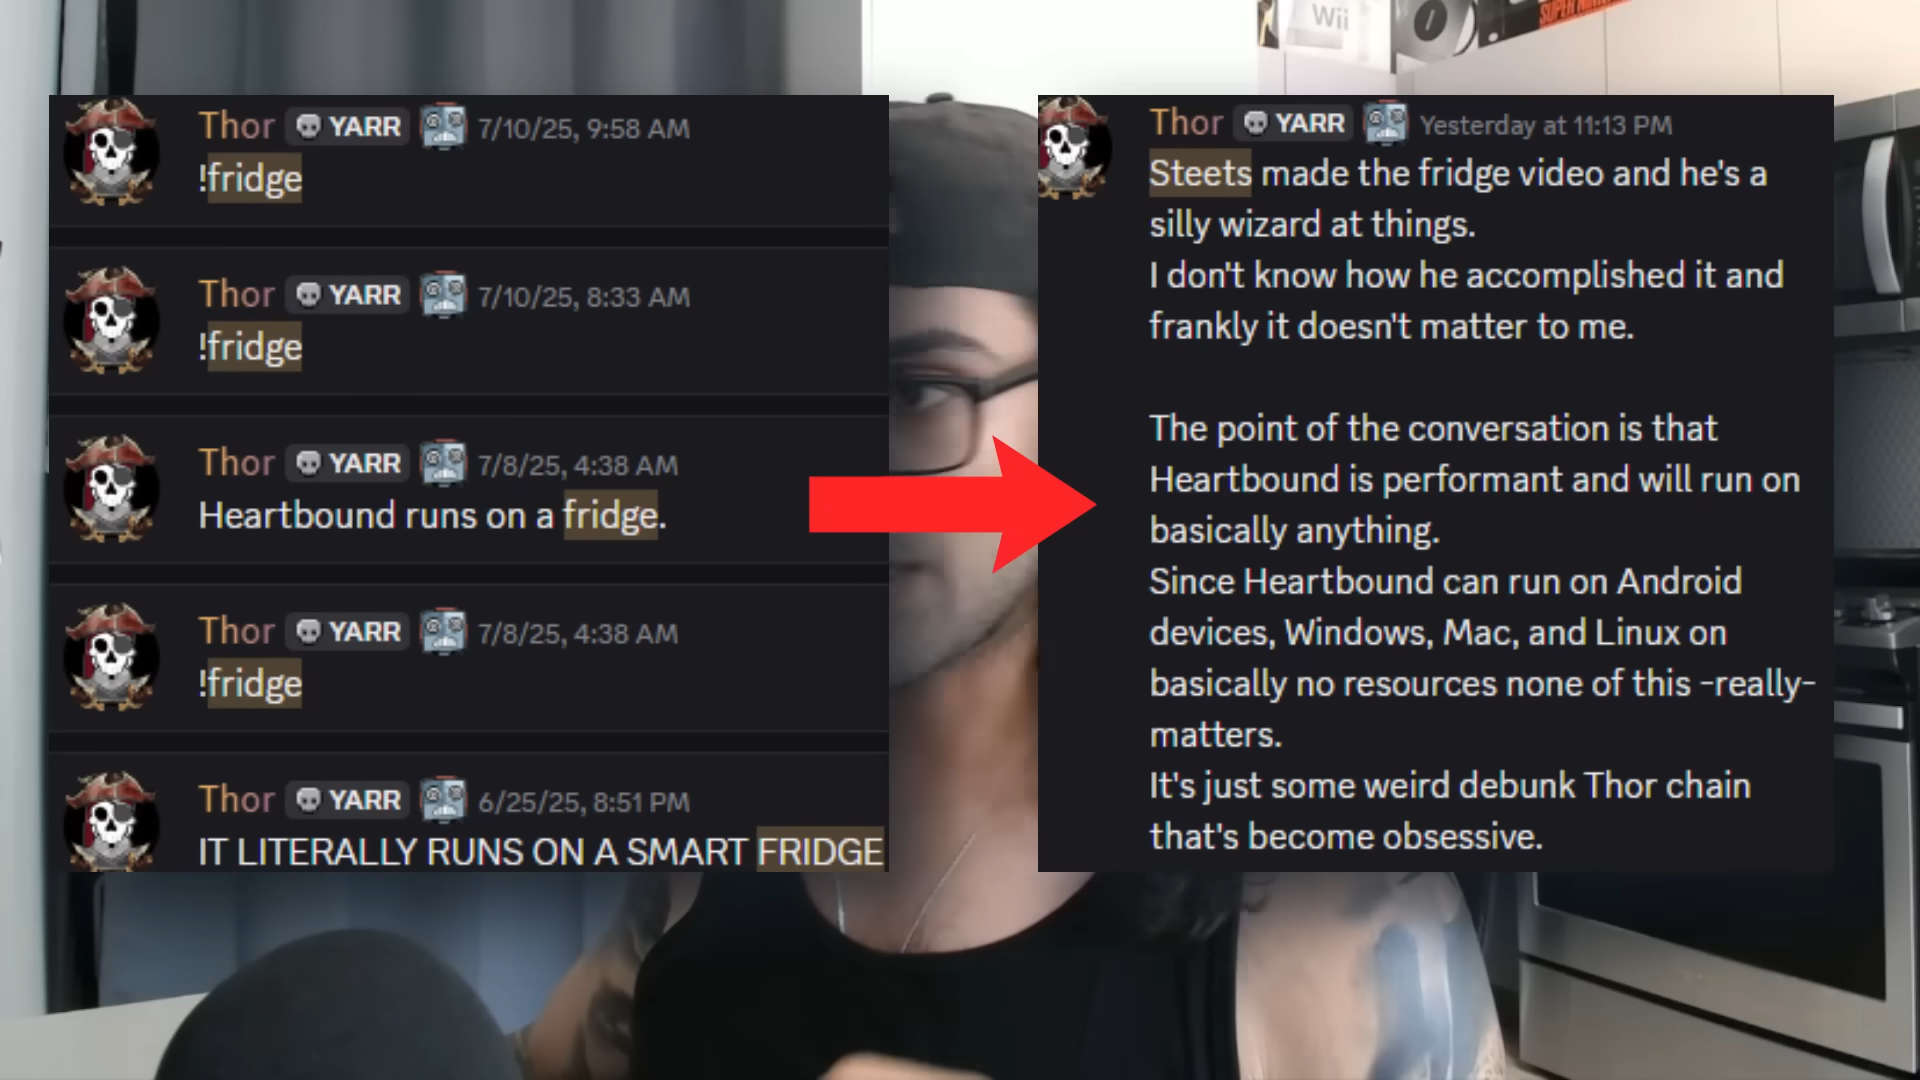 Wii
SUPER NIN
Thor YARR 7/10/25, 9:58 AM
!fridge
Thor YARR 7/10/25, 8:33 AM
!fridge
Thor YARR 7/8/25, 4:38 AM
Heartbound runs on a fridge.
Thor YARR 7/8/25, 4:38 AM
!fridge
Thor YARR 6/25/25, 8:51 PM
IT LITERALLY RUNS ON A SMART FRIDGE
Thor YARR Yesterday at 11:13 PM
Steets made the fridge video and he's a
silly wizard at things.
I don't know how he accomplished it and
frankly it doesn't matter to me.
The point of the conversation is that
Heartbound is performant and will run on
basically anything.
Since Heartbound can run on Android
devices, Windows, Mac, and Linux on
basically no resources none of this -really-
matters.
It's just some weird debunk Thor chain
that's become obsessive.